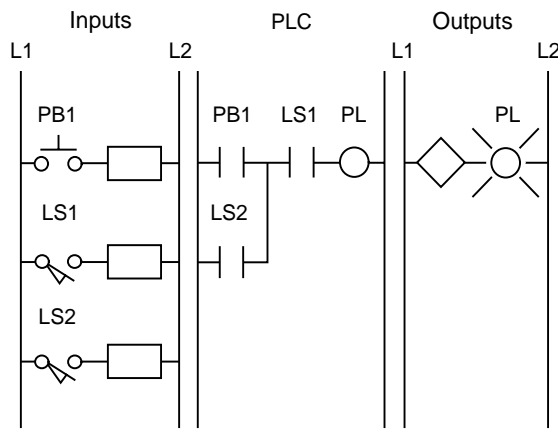 Inputs PLC Outputs
L1 L2 L1 L2
PB1 PB1 LS1 PL PL
LS1 LS2
LS2